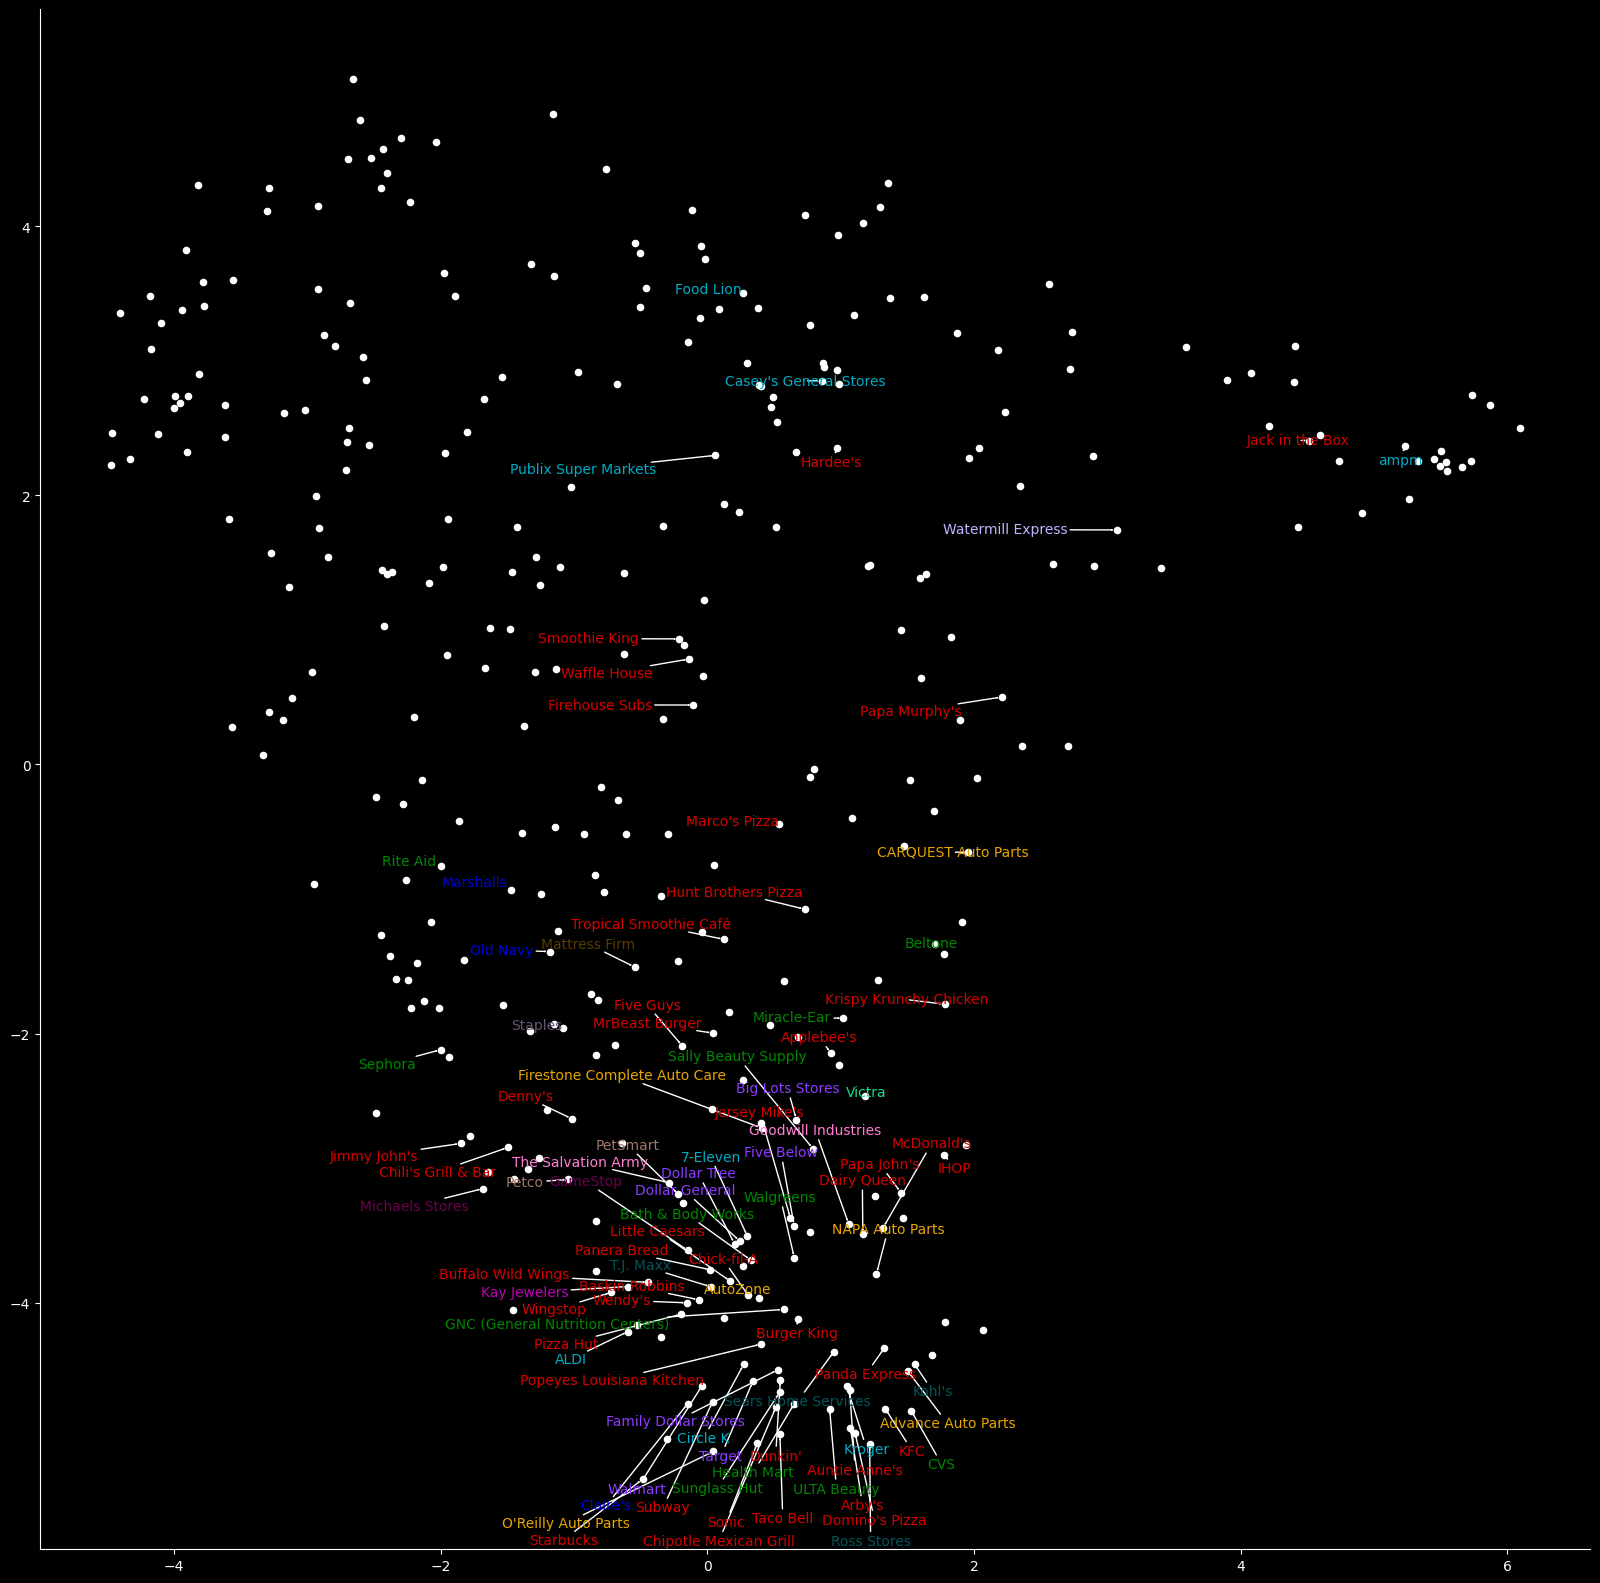 4
Food Lion
Casey's General Stores
Jack in the Box
Hardee's
ampm
Publix Super Markets
2
Watermill Express
Smoothie King
Waffle House
Firehouse Subs
Papa Murphy's
0
Marco's Pizza
CARQUEST Auto Parts
Rite Aid
Marshalls
Hunt Brothers Pizza
Tropical Smoothie Café
Mattress Firm
Beltone
Old Navy
Krispy Krunchy Chicken
Five Guys
Miracle-Ear
MrBeast Burger
Staples
−2
Applebee's
Sally Beauty Supply
Sephora
Firestone Complete Auto Care
Big Lots Stores
Victra
Denny's
Jersey Mike's
Goodwill Industries
PetSmart
McDonald's
Five Below
Jimmy John's
7-Eleven
The Salvation Army
Papa John's
IHOP
Chili's Grill & Bar
Dollar Tree
Petco
GameStop
Dairy Queen
Dollar General
Walgreens
Michaels Stores
Bath & Body Works
NAPA Auto Parts
Little Caesars
Panera Bread
Chick-fil-A
T.J. Maxx
Buffalo Wild Wings
Baskin Robbins
AutoZone
Kay Jewelers
Wendy's
−4
Wingstop
GNC (General Nutrition Centers)
Burger King
Pizza Hut
ALDI
Panda Express
Popeyes Louisiana Kitchen
Kohl's
Sears Home Services
Family Dollar Stores
Advance Auto Parts
Circle K
Kroger
KFC
Target
Dunkin'
CVS
Health Mart
Auntie Anne's
Sunglass Hut
ULTA Beauty
Walmart
Claire's
Subway
Arby's
Taco Bell
Domino's Pizza
O'Reilly Auto Parts
Sonic
Starbucks
Chipotle Mexican Grill
Ross Stores
−4
−2
0
2
4
6